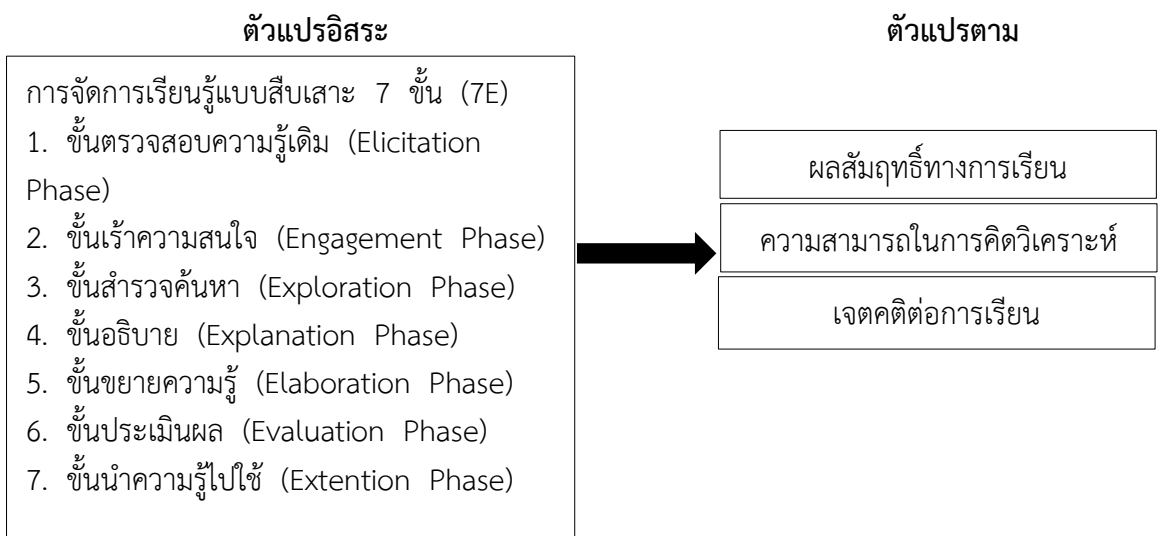 ตัวแปรอิสระ
การจัดการเรียนรู้แบบสืบเสาะ 7 ขั้น (7E)
1. ขั้นตรวจสอบความรู้เดิม (Elicitation
Phase)
2. ขั้นเร้าความสนใจ (Engagement Phase)
3. ขั้นสำรวจค้นหา (Exploration Phase)
4. ขั้นอธิบาย (Explanation Phase)
5. ขั้นขยายความรู้ (Elaboration Phase)
6. ขั้นประเมินผล (Evaluation Phase)
7. ขั้นนำความรู้ไปใช้ (Extention Phase)
ตัวแปรตาม
ผลสัมฤทธิ์ทางการเรียน
ความสามารถในการคิดวิเคราะห์
เจตคติต่อการเรียน